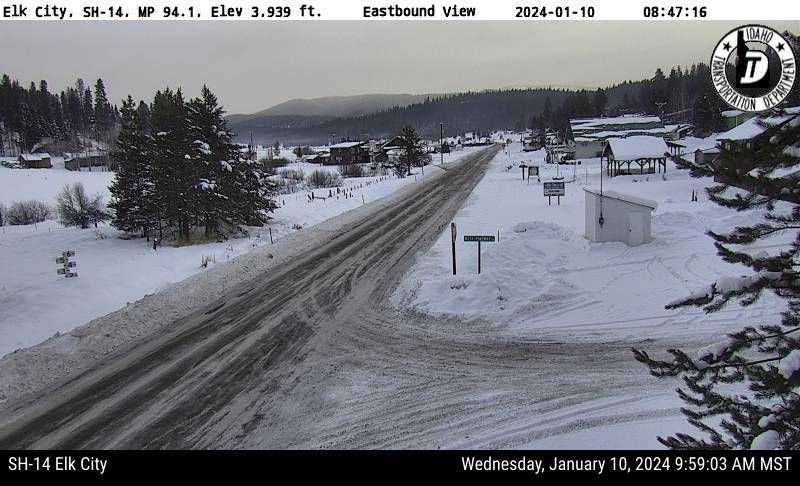 Elk City, SH-14, MP 94.1, Elev 3,939 ft. Eastbound View 2024-01-10 08:47:16
IDAHO
TRANSPORTATION DEPARTMENT
SH-14 Elk City
Wednesday, January 10, 2024 9:59:03 AM MST